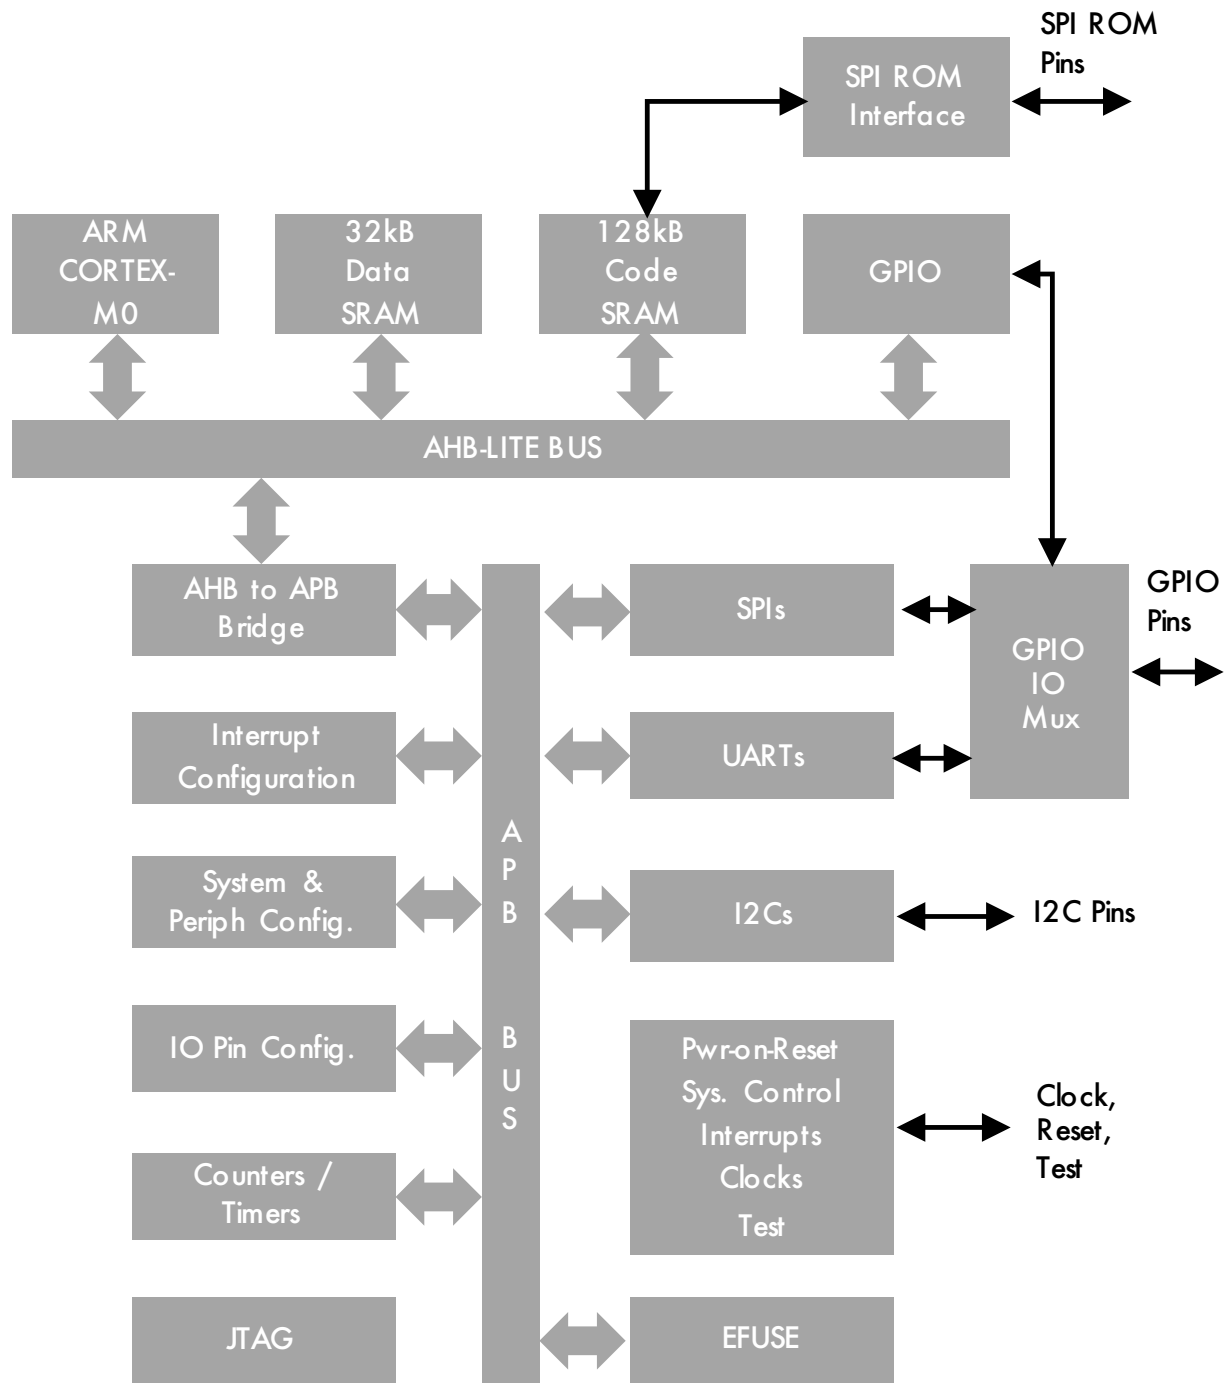 SPI ROM
Pins
SPI ROM
Interface
ARM
CORTEX-
M0
32kB
Data
SRAM
128kB
Code
SRAM
GPIO
AHB-LITE BUS
AHB to APB
Bridge
SPIs
GPIO
Pins
GPIO
IO
Mux
Interrupt
Configuration
UARTs
A
P
B
B
U
S
System &
Periph Config.
I2Cs
I2C Pins
IO Pin Config.
Pwr-on-Reset
Sys. Control
Interrupts
Clocks
Test
Clock,
Reset,
Test
Counters /
Timers
JTAG
EFUSE